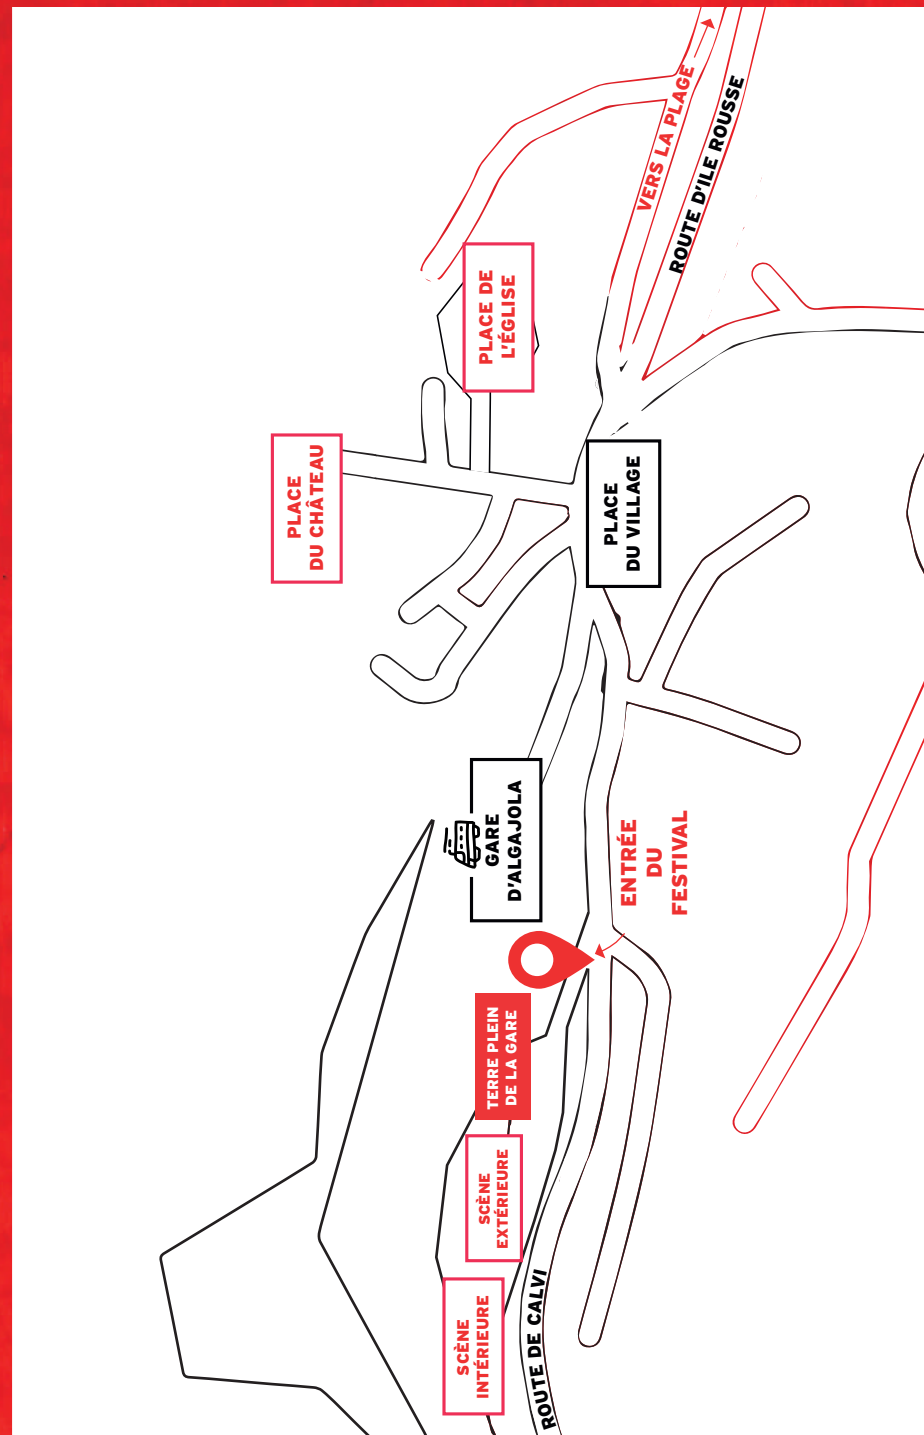 SCÈNE
INTÉRIEURE
SCÈNE
EXTÉRIEURE
TERRE PLEIN
DE LA GARE
ROUTE DE CALVI
GARE
D'ALGAJOLA
ENTRÉE
DU
FESTIVAL
PLACE
DU CHÂTEAU
PLACE
DU VILLAGE
PLACE DE
L'ÉGLISE
VERS LA PLAGE
ROUTE D'ILE ROUSSE